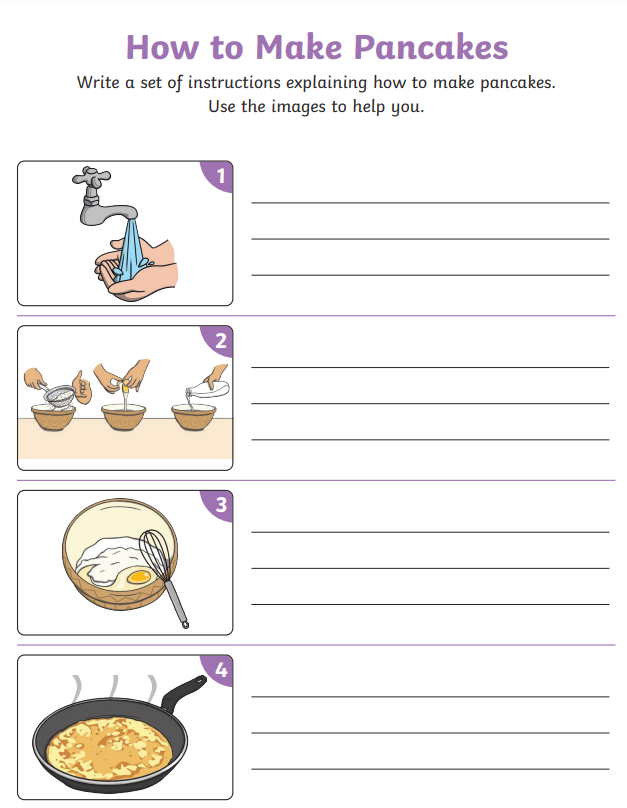 How to Make Pancakes
Write a set of instructions explaining how to make pancakes.
Use the images to help you.
1
2
3
4